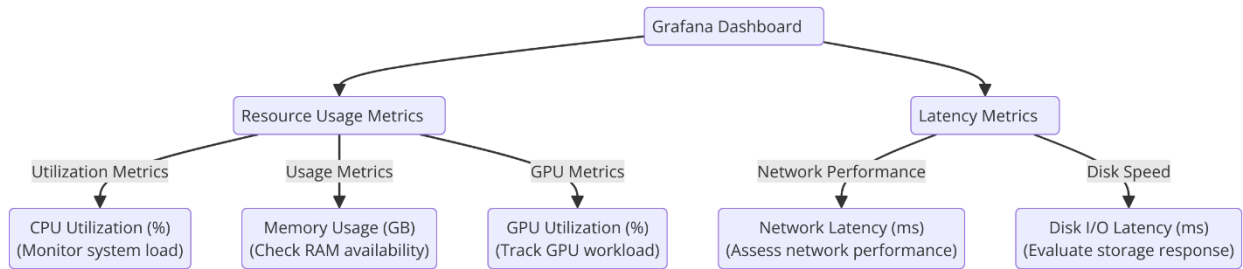 Grafana Dashboard
Resource Usage Metrics
Latency Metrics
Utilization Metrics
Usage Metrics
GPU Metrics
Network Performance
Disk Speed
CPU Utilization (%)
(Monitor system load)
Memory Usage (GB)
(Check RAM availability)
GPU Utilization (%)
(Track GPU workload)
Network Latency (ms)
(Assess network performance)
Disk I/O Latency (ms)
(Evaluate storage response)